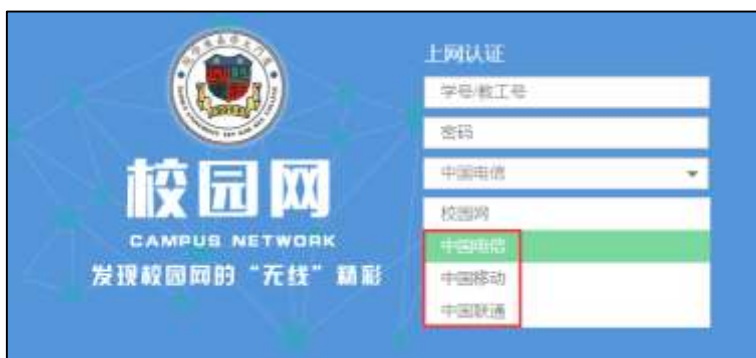 校园网
CAMPUS NETWORK
发现校园网的“无线”精彩
上网认证
学号/教工号
密码
中国电信
校园网
中国电信
中国移动
中国联通